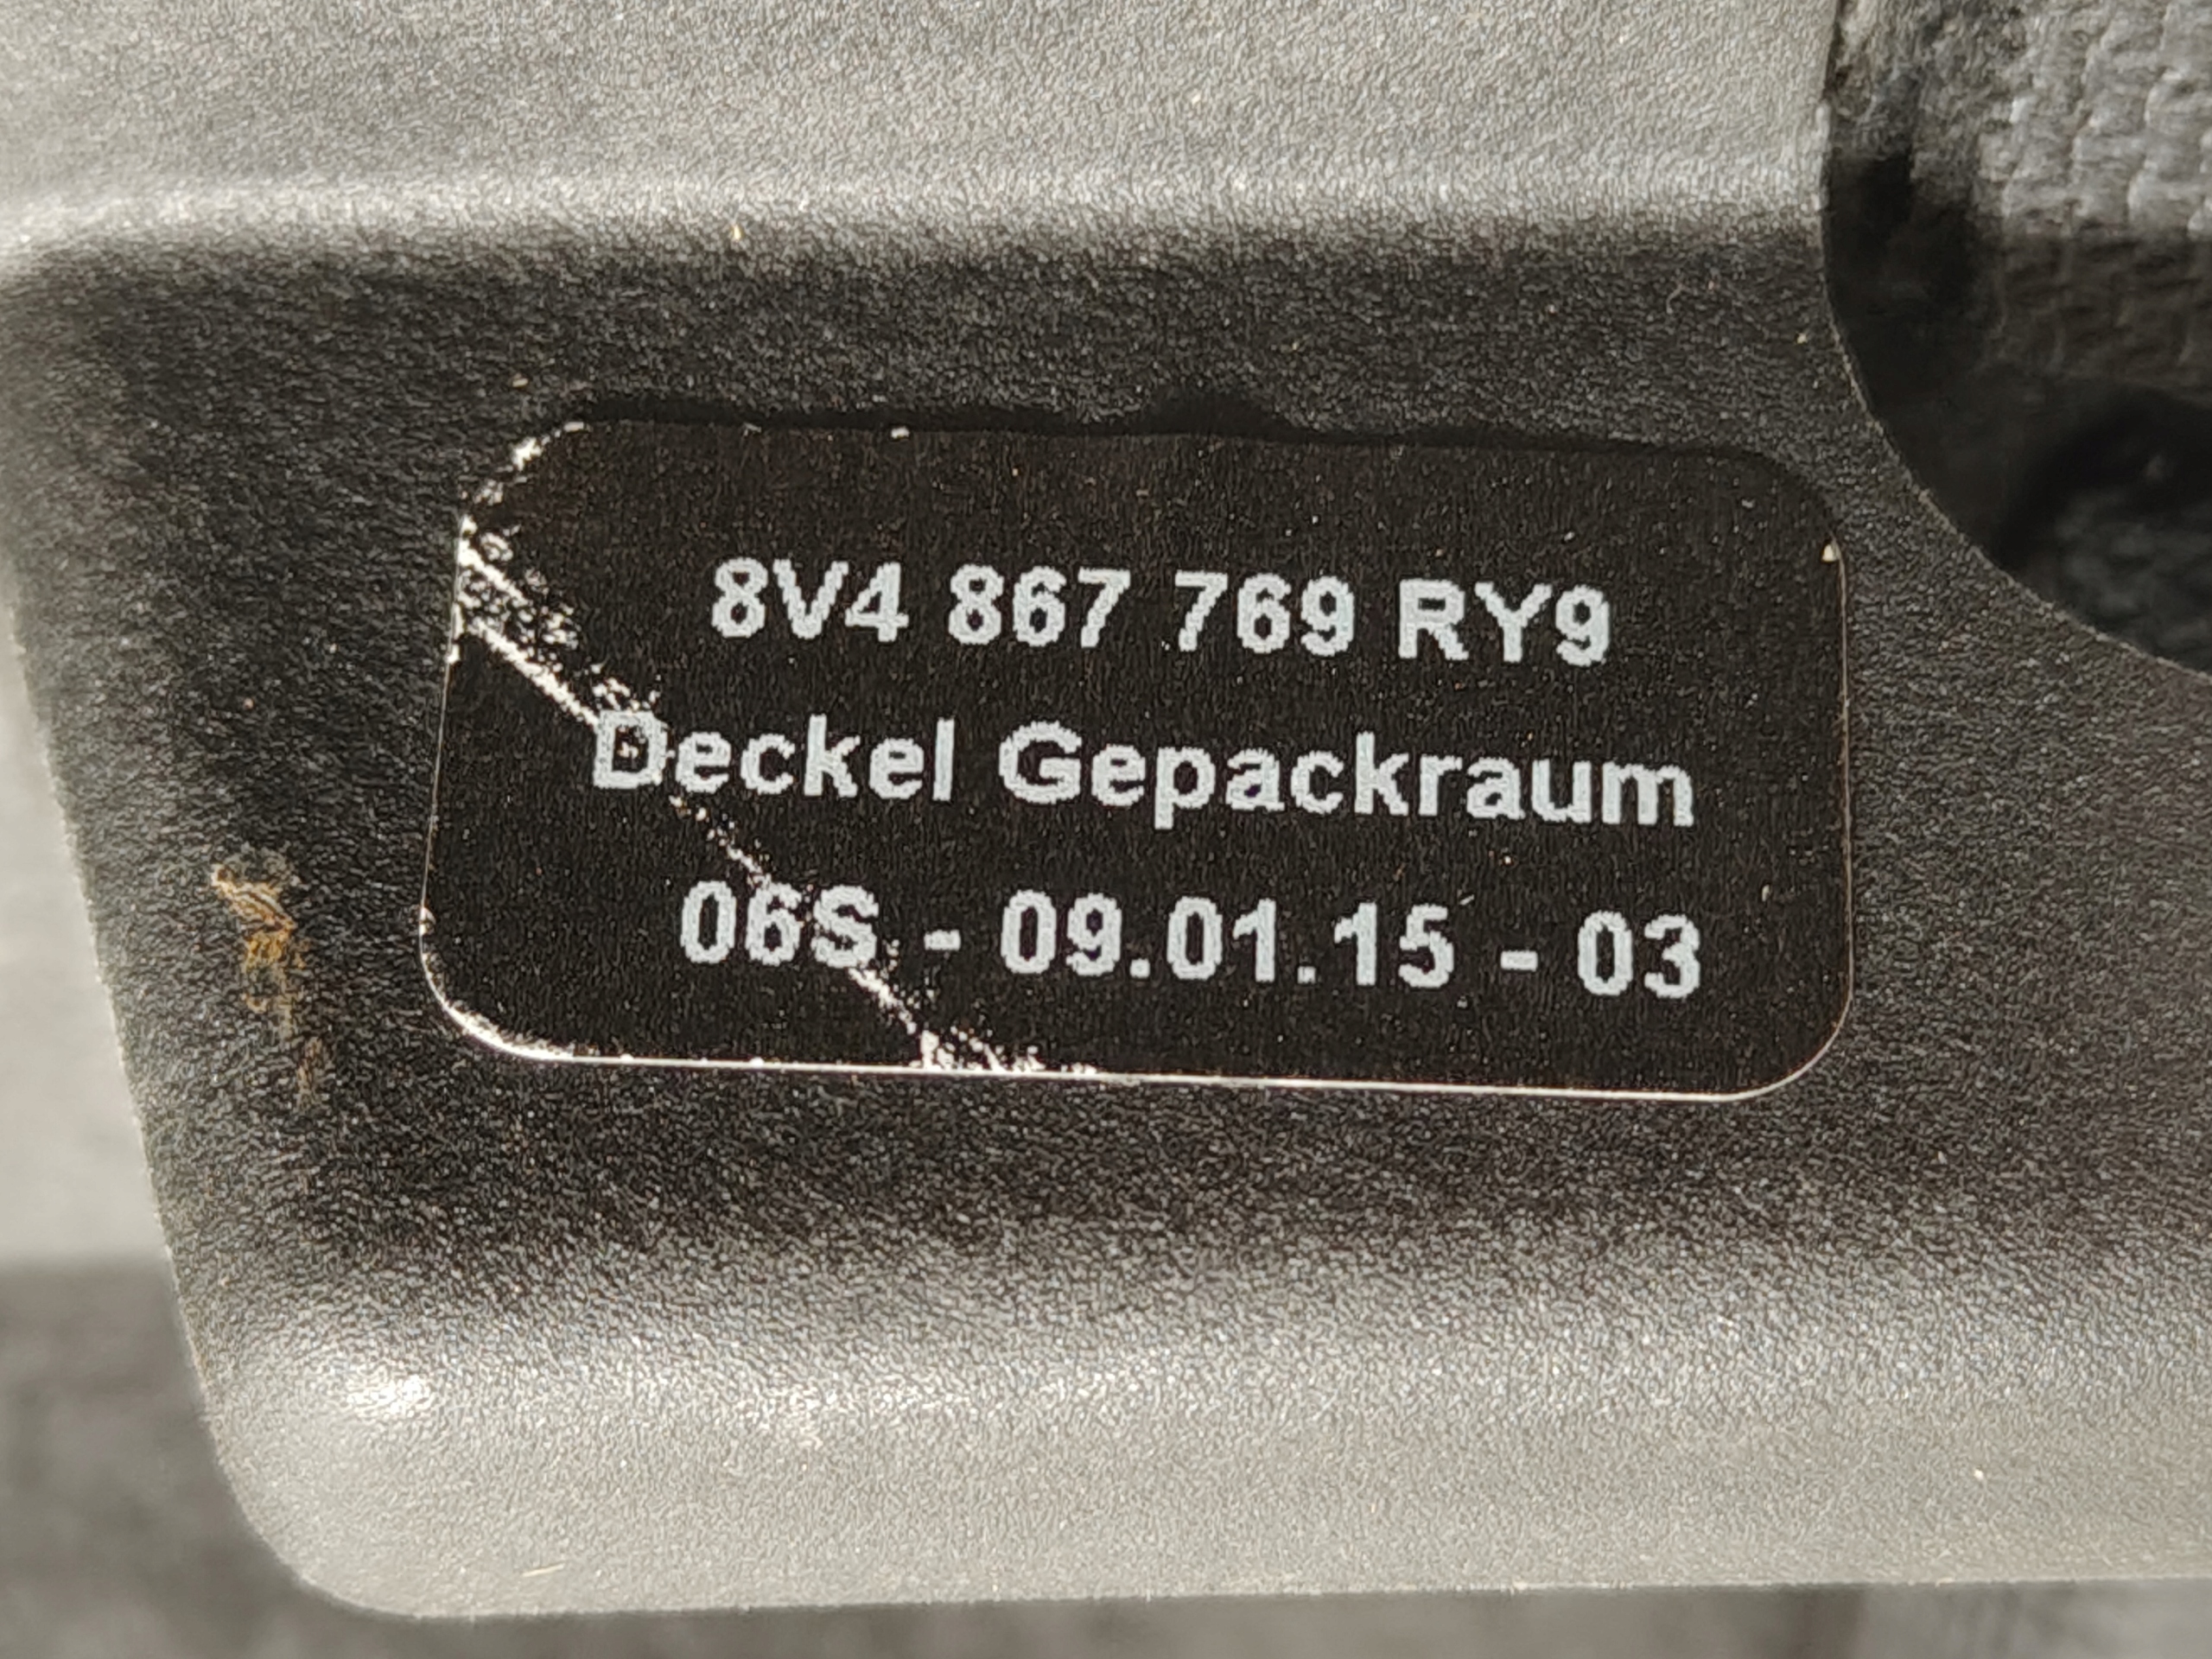 8V4 867 769 RY9
Deckel Gepackraum
06S - 09.01.15 - 03